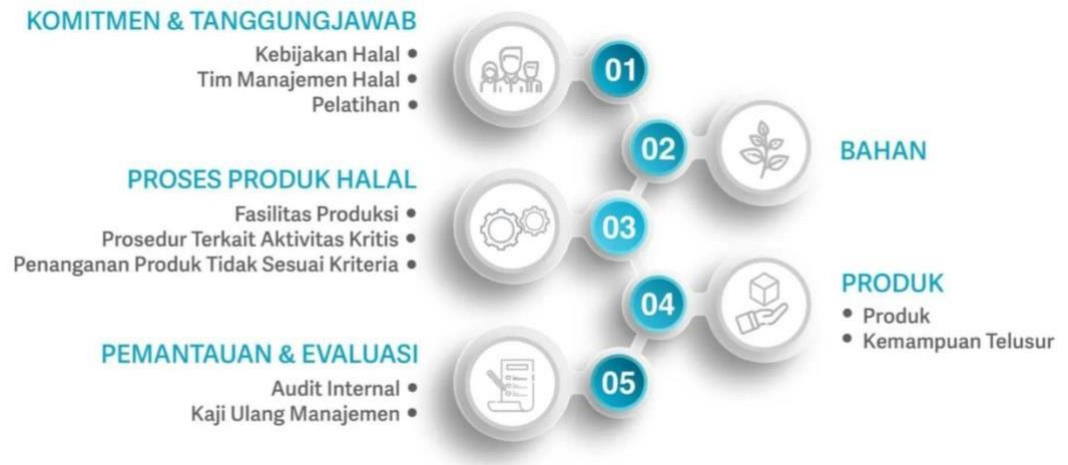 KOMITMEN & TANGGUNGJAWAB
Kebijakan Halal •
Tim Manajemen Halal •
Pelatihan •
01
02
BAHAN
PROSES PRODUK HALAL
Fasilitas Produksi •
Prosedur Terkait Aktivitas Kritis •
Penanganan Produk Tidak Sesuai Kriteria •
03
04
PRODUK
• Produk
• Kemampuan Telusur
PEMANTAUAN & EVALUASI
Audit Internal •
Kaji Ulang Manajemen •
05